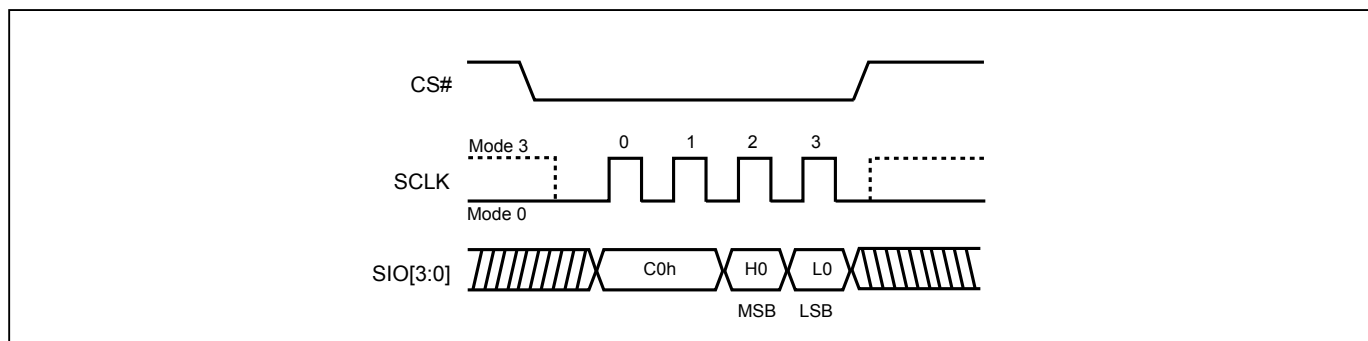 CS#
Mode 3 0 1 2 3
SCLK
Mode 0
SIO[3:0] C0h H0 L0
MSB LSB